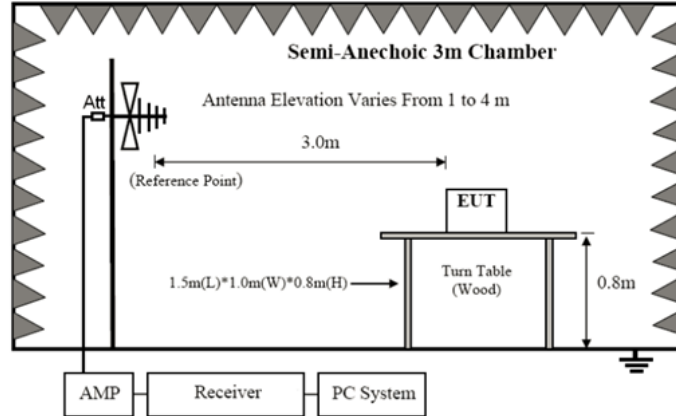 Semi-Anechoic 3m Chamber
Att
Antenna Elevation Varies From 1 to 4 m
3.0m
(Reference Point)
EUT
1.5m(L)*1.0m(W)*0.8m(H)
Turn Table
(Wood)
0.8m
AMP
Receiver
PC System